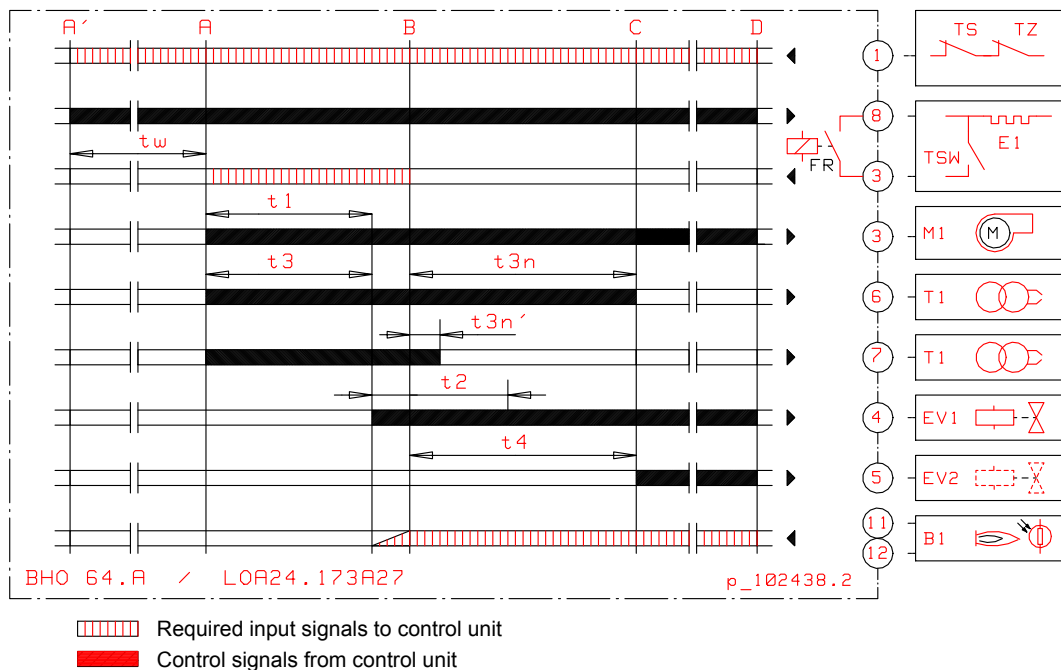 A´ A B C D
1 TS TZ
8
tw
FR TSW E1
3
t1
3 M1 M
t3 t3n
6 T1
t3n´
7 T1
t2
4 EV1
t4
5 EV2
11
B1
12
BHO 64.A / LOA24.173A27 p_102438.2
Required input signals to control unit
Control signals from control unit